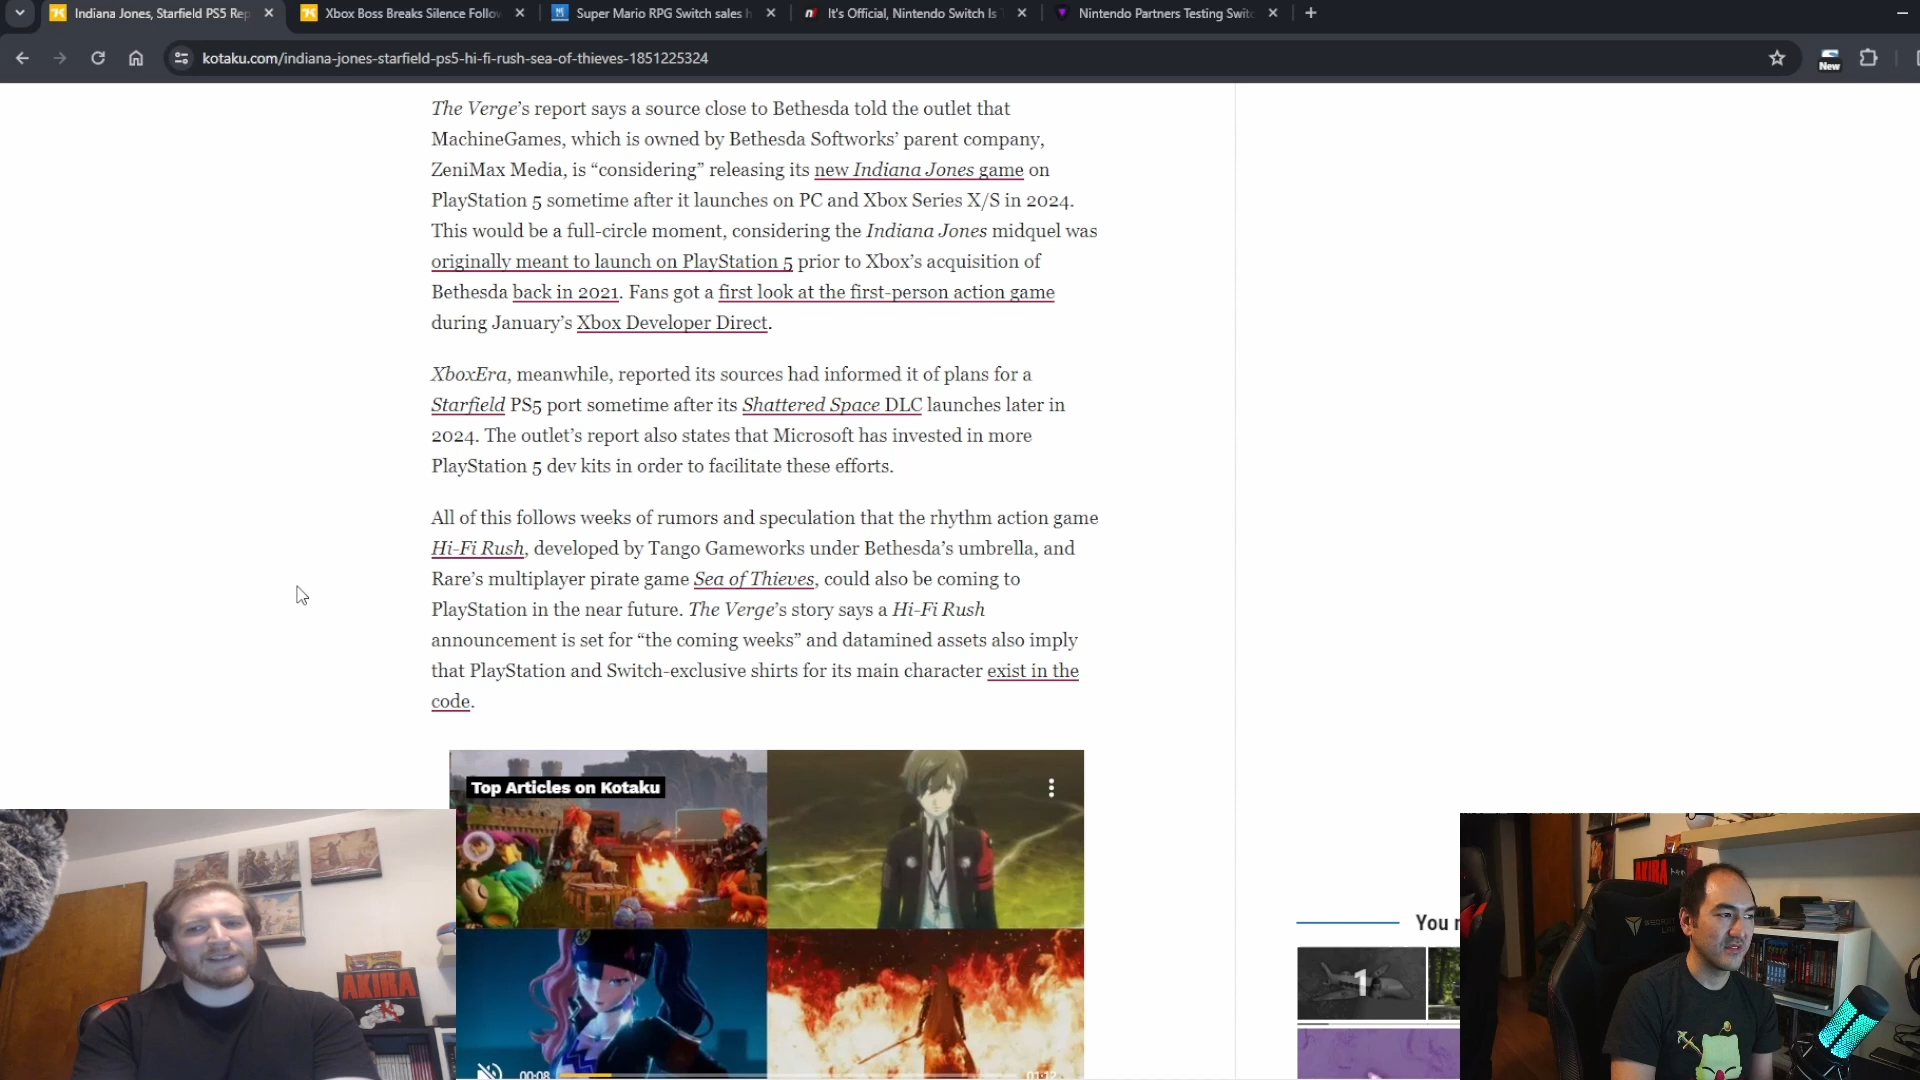 Indiana Jones, Starfield PS5 Rep
Xbox Boss Breaks Silence Follow
Super Mario RPG Switch sales h
It's Official, Nintendo Switch Is
Nintendo Partners Testing Switc
kotaku.com/indiana-jones-starfield-ps5-hi-fi-rush-sea-of-thieves-1851225324
New
The Verge’s report says a source close to Bethesda told the outlet that
MachineGames, which is owned by Bethesda Softworks’ parent company,
ZeniMax Media, is “considering” releasing its new Indiana Jones game on
PlayStation 5 sometime after it launches on PC and Xbox Series X/S in 2024.
This would be a full-circle moment, considering the Indiana Jones midquel was
originally meant to launch on PlayStation 5 prior to Xbox’s acquisition of
Bethesda back in 2021. Fans got a first look at the first-person action game
during January’s Xbox Developer Direct.
XboxEra, meanwhile, reported its sources had informed it of plans for a
Starfield PS5 port sometime after its Shattered Space DLC launches later in
2024. The outlet’s report also states that Microsoft has invested in more
PlayStation 5 dev kits in order to facilitate these efforts.
All of this follows weeks of rumors and speculation that the rhythm action game
Hi-Fi Rush, developed by Tango Gameworks under Bethesda’s umbrella, and
Rare’s multiplayer pirate game Sea of Thieves, could also be coming to
PlayStation in the near future. The Verge’s story says a Hi-Fi Rush
announcement is set for “the coming weeks” and datamined assets also imply
that PlayStation and Switch-exclusive shirts for its main character exist in the
code.
Top Articles on Kotaku
00:08
01:12
You
1
AKIRA
AKIRA